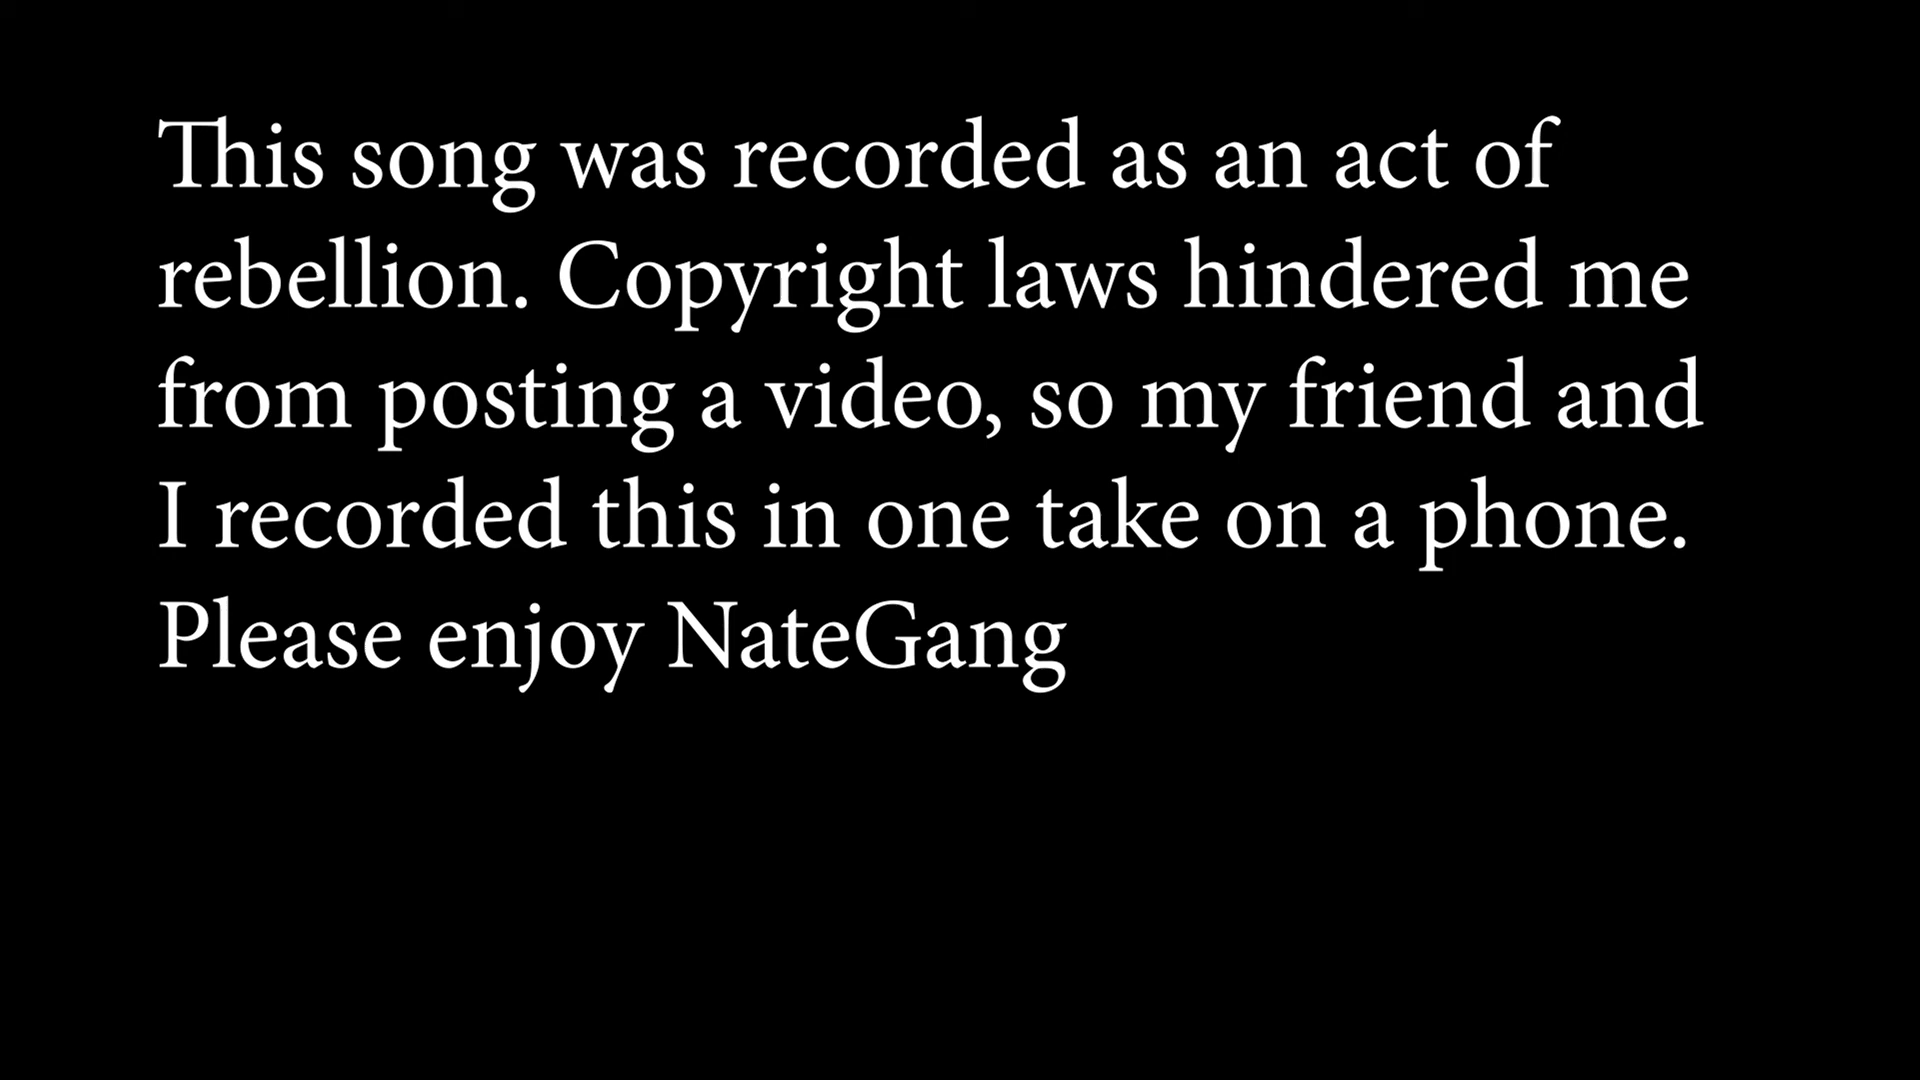 This song was recorded as an act of
rebellion. Copyright laws hindered me
from posting a video, so my friend and
I recorded this in one take on a phone.
Please enjoy NateGang